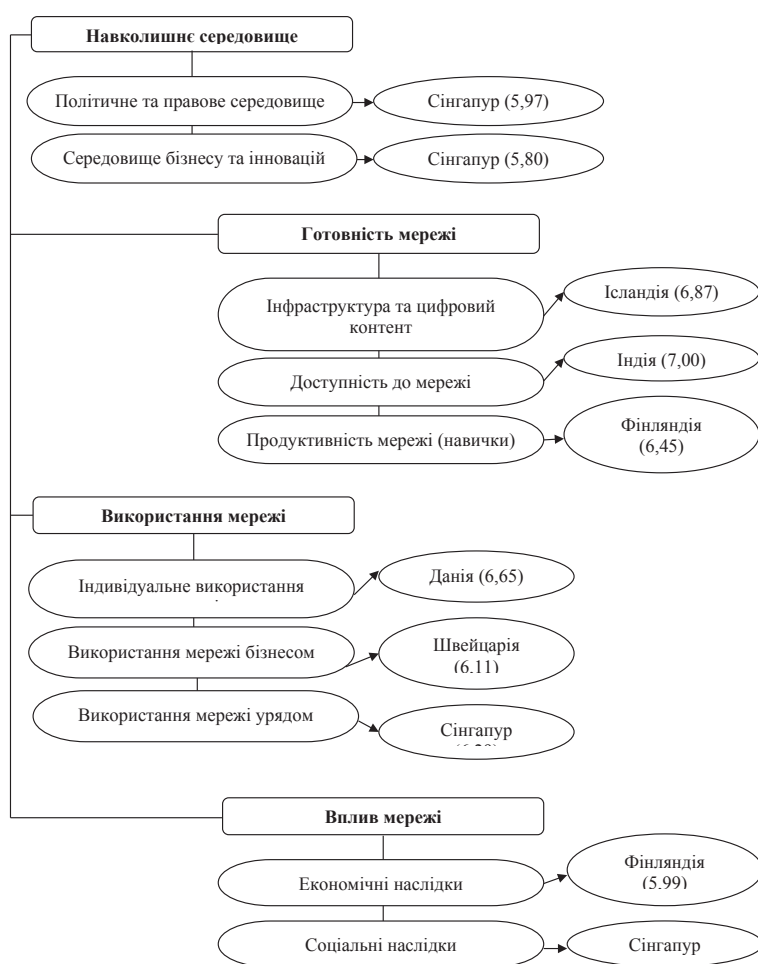 Навколишнє середовище
Політичне та правове середовище
Сінгапур (5,97)
Середовище бізнесу та інновацій
Сінгапур (5,80)
Готовність мережі
Інфраструктура та цифровий
контент
Ісландія (6,87)
Доступність до мережі
Індія (7,00)
Продуктивність мережі (навички)
Фінляндія
(6,45)
Використання мережі
Індивідуальне використання
Данія (6,65)
Використання мережі бізнесом
Швейцарія
(6,11)
Використання мережі урядом
Сінгапур
Вплив мережі
Економічні наслідки
Фінляндія
(5,99)
Соціальні наслідки
Сінгапур